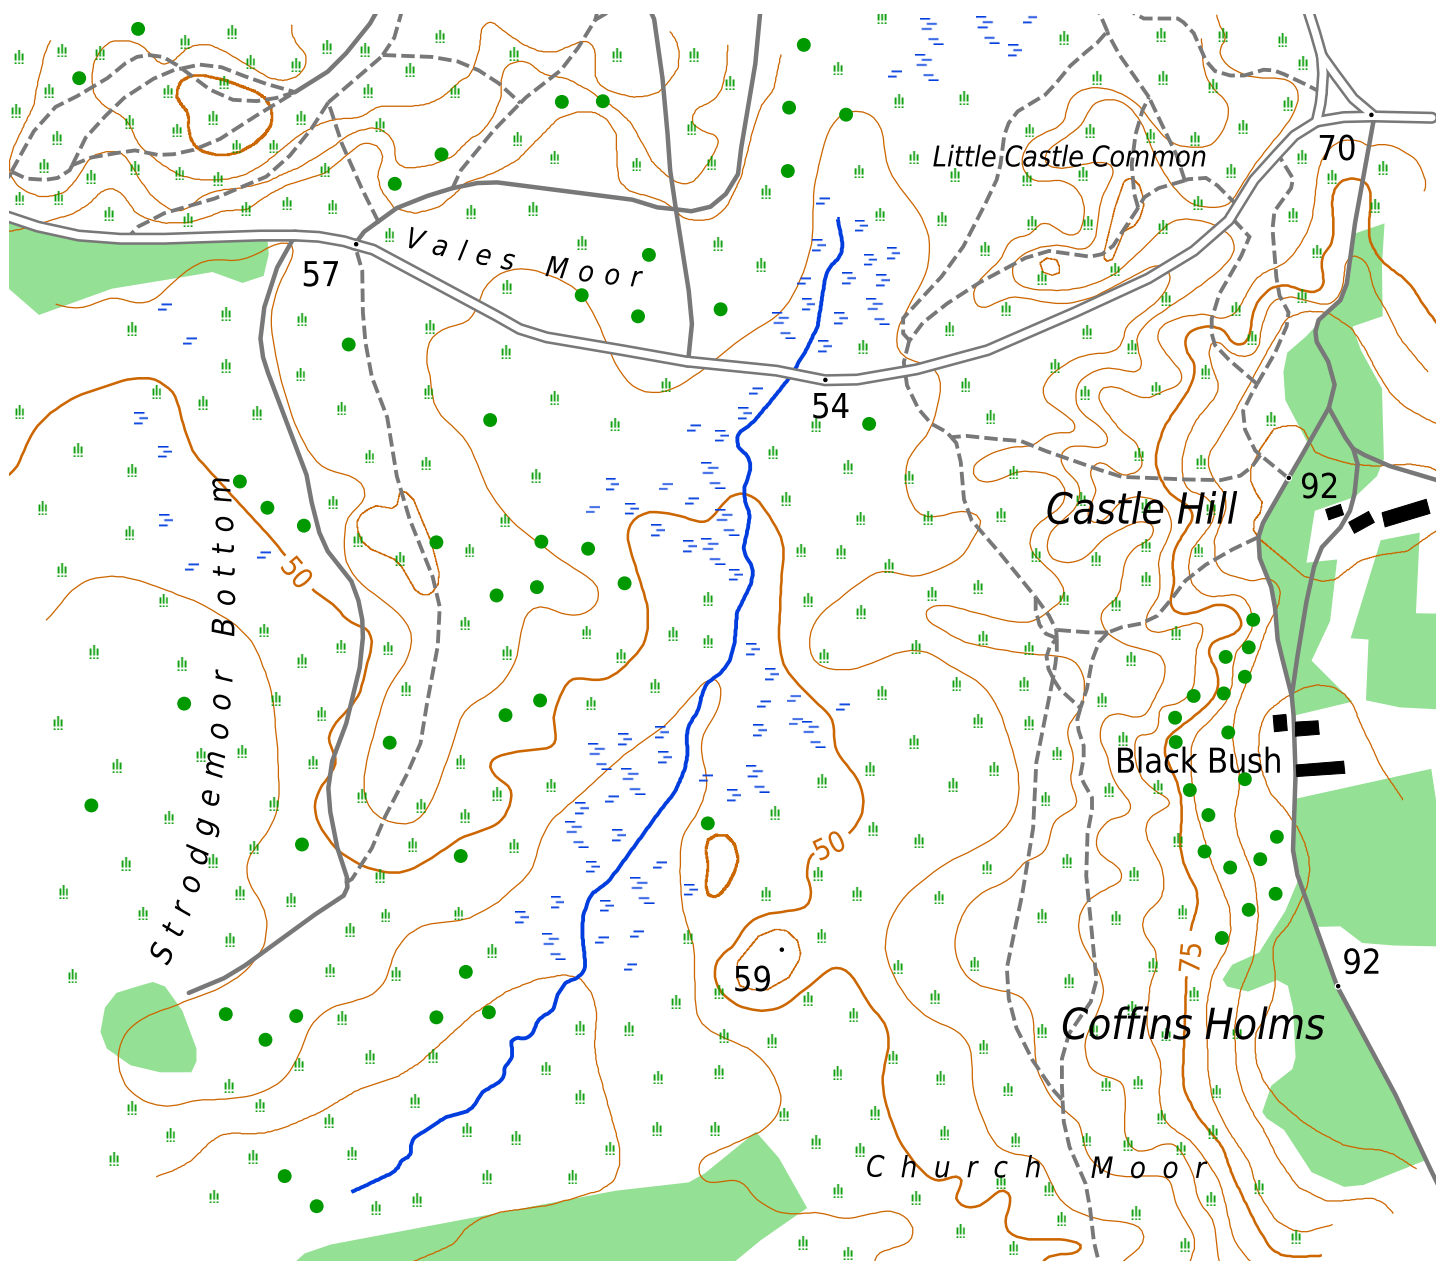 70
Little Castle Common
Vales Moor
57
54
92
Castle Hill
50
Strodgemoor Bottom
Black Bush
50
75
92
59
Coffins Holms
Church Moor